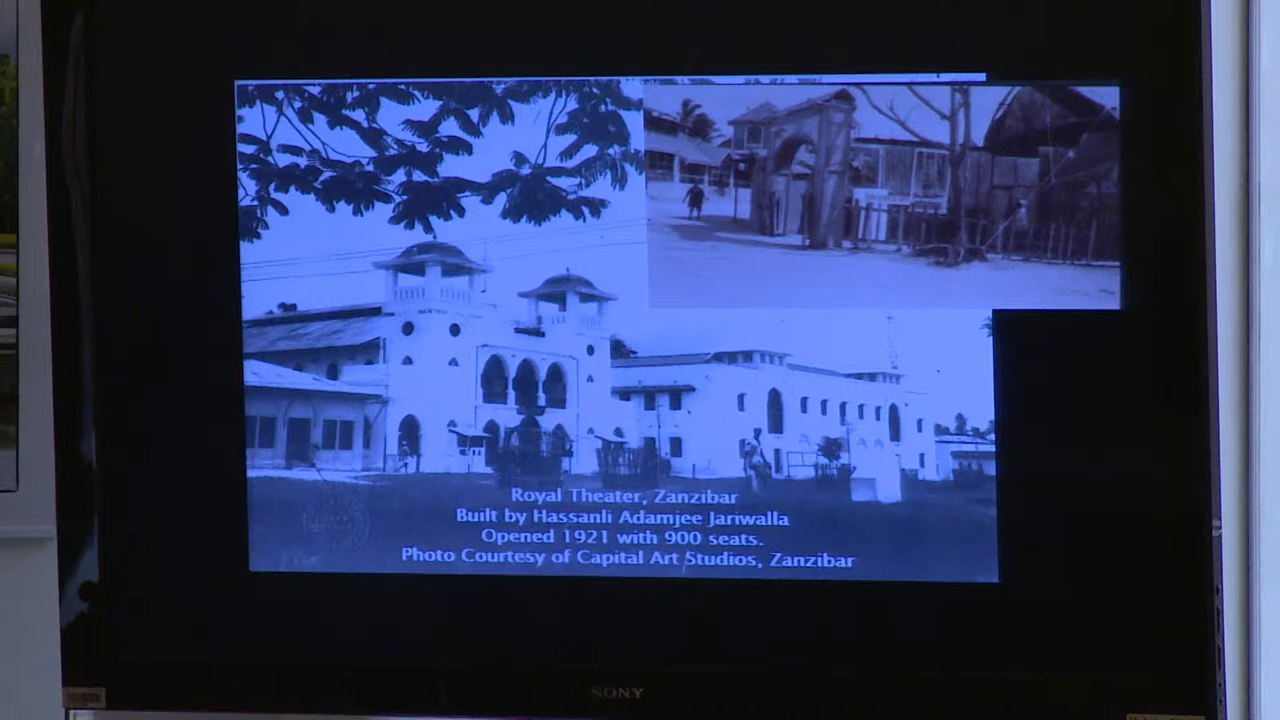 Royal Theater, Zanzibar
Built by Hassanli Adamjee Jariwalla
Opened 1921 with 900 seats.
Photo Courtesy of Capital Art Studios, Zanzibar
SONY